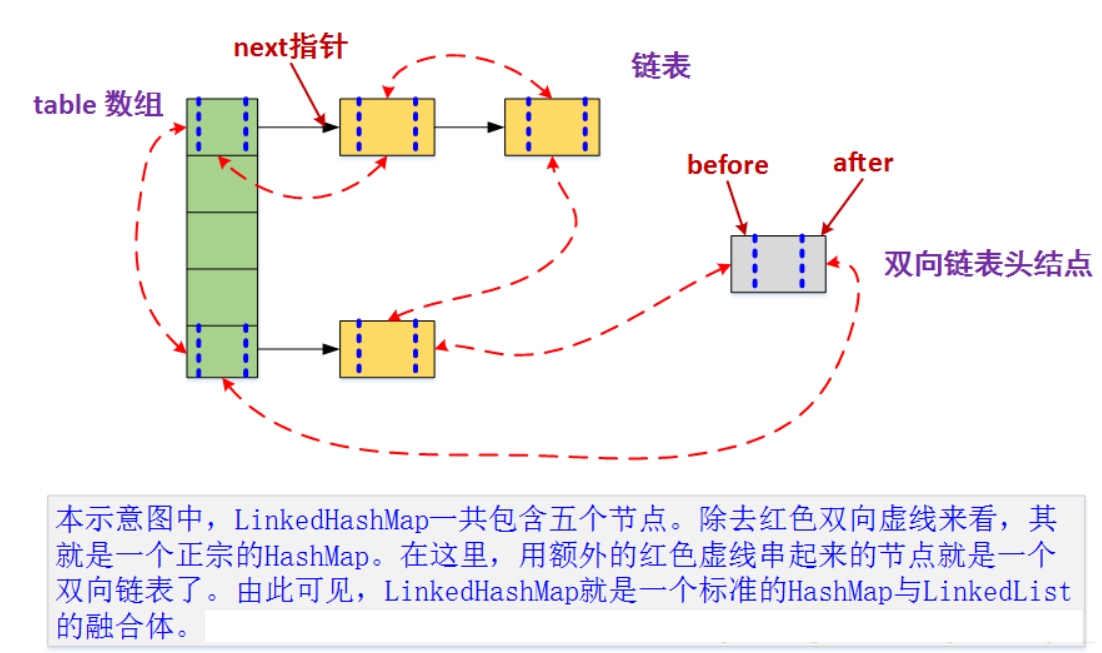 next指针
链表
table 数组
before
after
双向链表头结点
本示意图中，LinkedHashMap一共包含五个节点。除去红色双向虚线来看，其
就是一个正宗的HashMap。在这里，用额外的红色虚线串起来的节点就是一个
双向链表了。由此可见，LinkedHashMap就是一个标准的HashMap与LinkedList
的融合体。